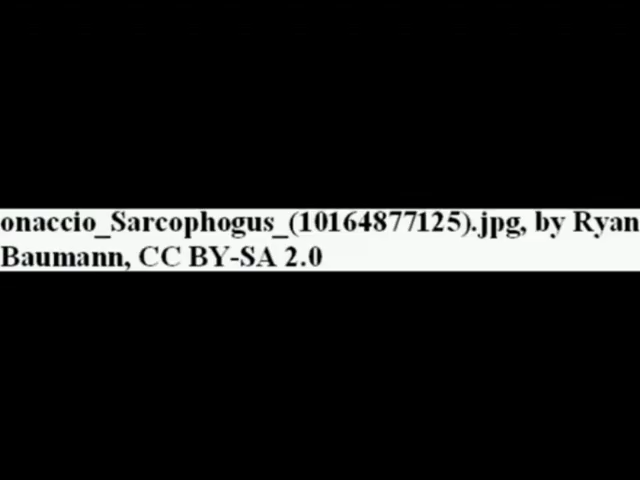 onaccio_Sarcophogus_(10164877125).jpg, by Ryan
Baumann, CC BY-SA 2.0